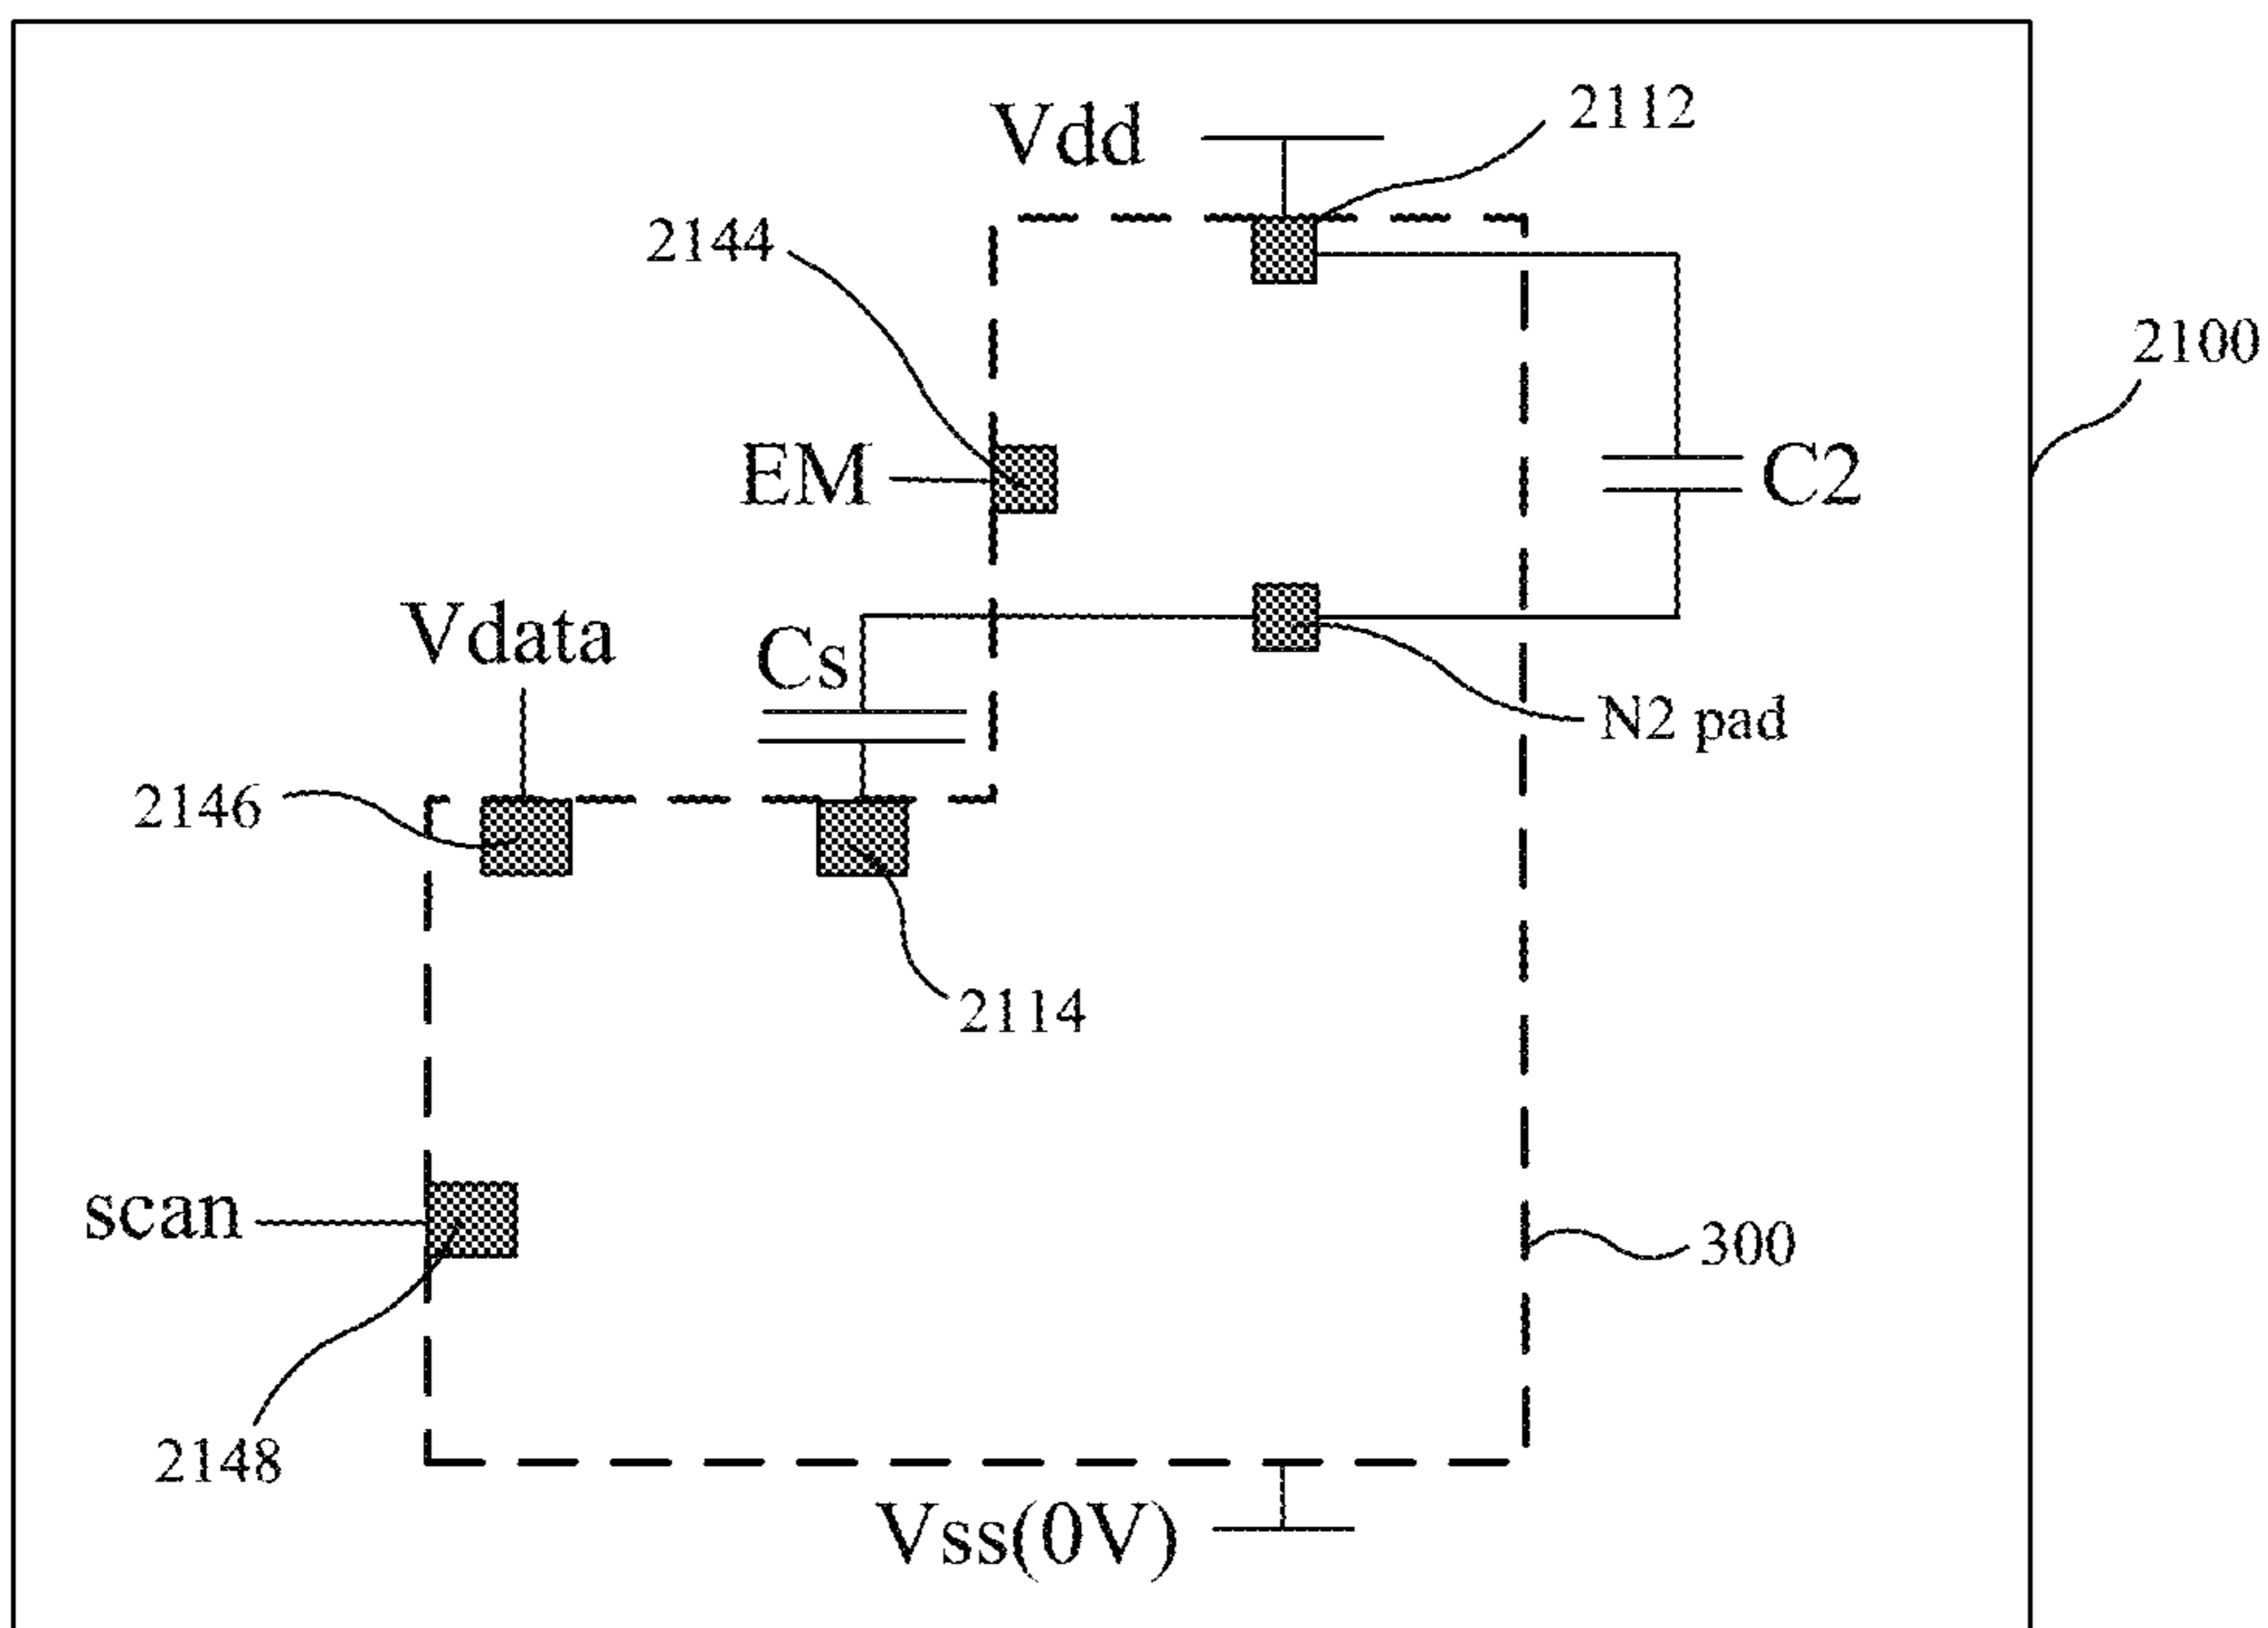 Vdd
2112
2144
2100
EM
C2
Vdata
Cs
N2 pad
2146
2114
scan
300
2148
Vss(0V)